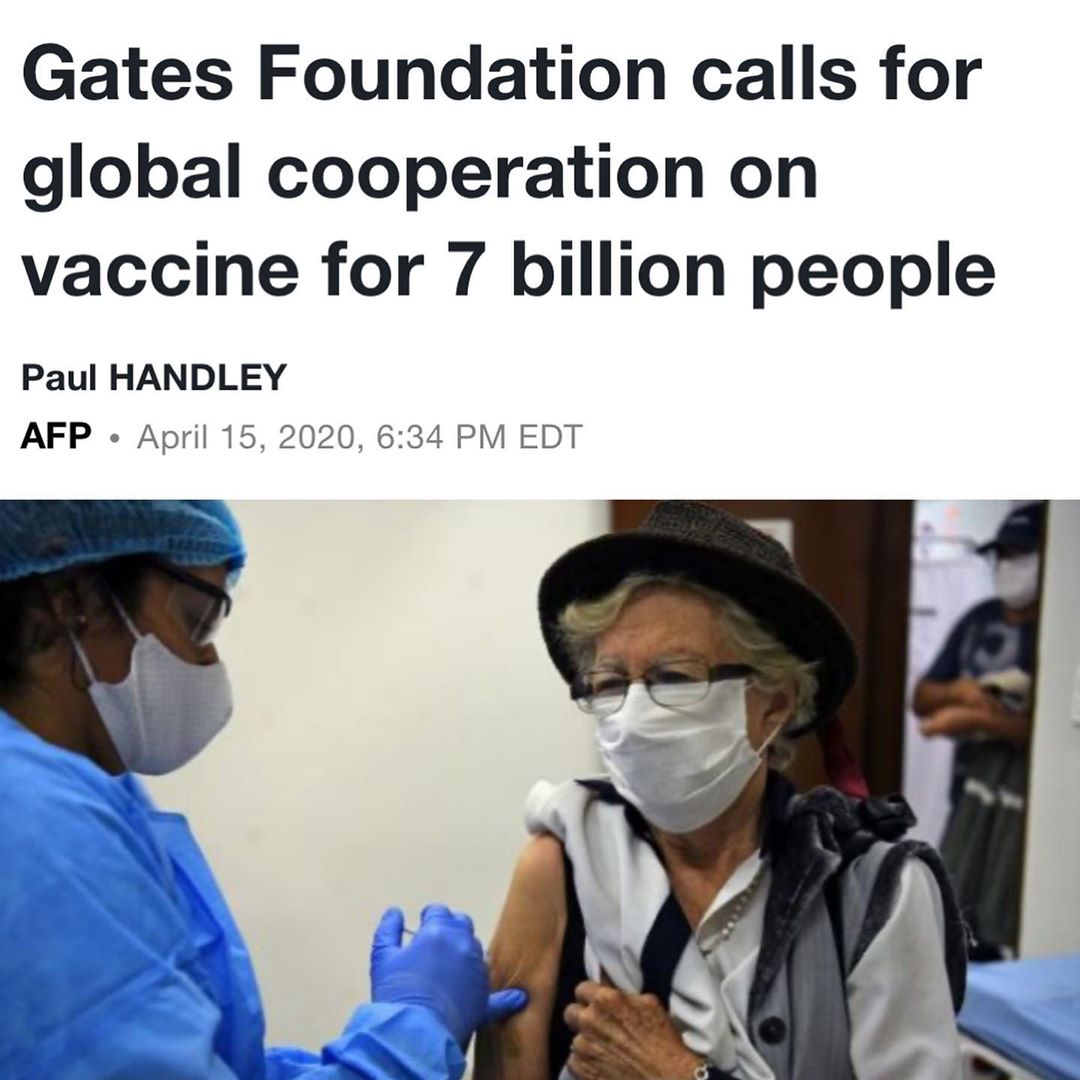 Gates Foundation calls for
global cooperation on
vaccine for 7 billion people
Paul HANDLEY
AFP • April 15, 2020, 6:34 PM EDT